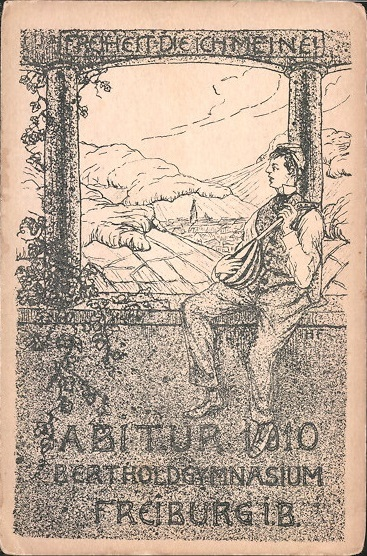 FREIHEIT DIE ICH MEINE!
ABITUR 1910
BERTHOLDGYMNASIUM
FREIBURG I.B.